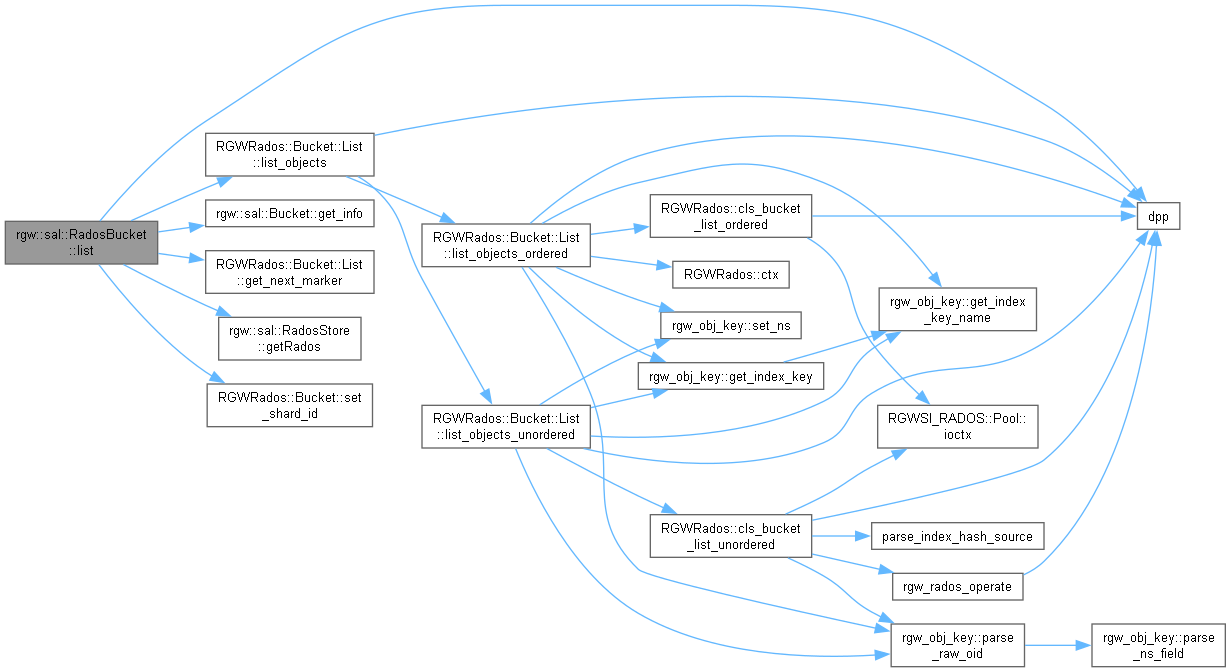 rgw::sal::RadosBucket
::list
RGWRados::Bucket::List
::list_objects
rgw::sal::Bucket::get_info
RGWRados::Bucket::List
::get_next_marker
rgw::sal::RadosStore
::getRados
RGWRados::Bucket::set
_shard_id
RGWRados::Bucket::List
::list_objects_ordered
RGWRados::Bucket::List
::list_objects_unordered
RGWRados::cls_bucket
_list_ordered
RGWRados::ctx
rgw_obj_key::set_ns
rgw_obj_key::get_index_key
RGWRados::cls_bucket
_list_unordered
dpp
rgw_obj_key::get_index
_key_name
RGWSI_RADOS::Pool::
ioctx
parse_index_hash_source
rgw_rados_operate
rgw_obj_key::parse
_raw_oid
rgw_obj_key::parse
_ns_field